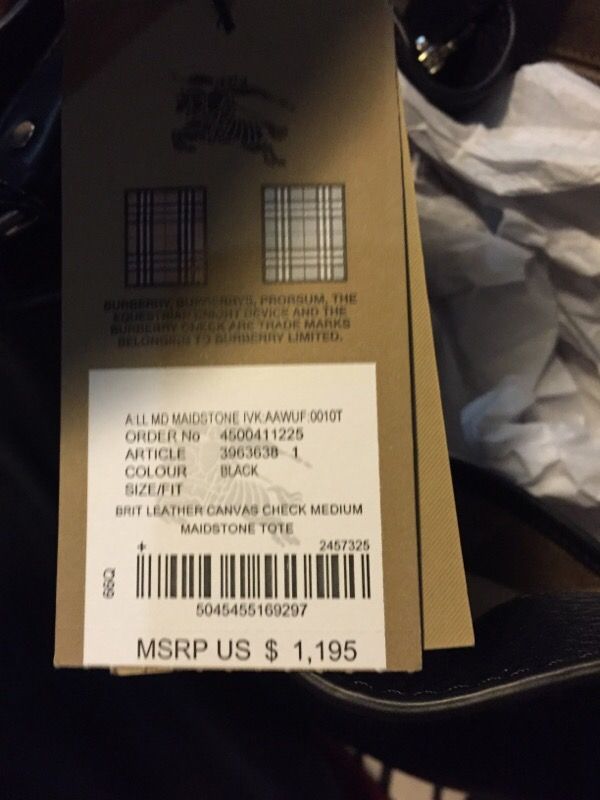 BURBERRY, BURBERRYS, PRORSUM, THE
EQUESTRIAN KNIGHT DEVICE AND THE
BURBERRY CHECK ARE TRADE MARKS
BELONGING TO BURBERRY LIMITED.
A:LL MD MAIDSTONE IVK:AAWUF:0010T
ORDER No 4500411225
ARTICLE 3963638 1
COLOUR BLACK
SIZE/FIT
BRIT LEATHER CANVAS CHECK MEDIUM
MAIDSTONE TOTE
+ 2457325
66Q
5045455169297
MSRP US $ 1,195